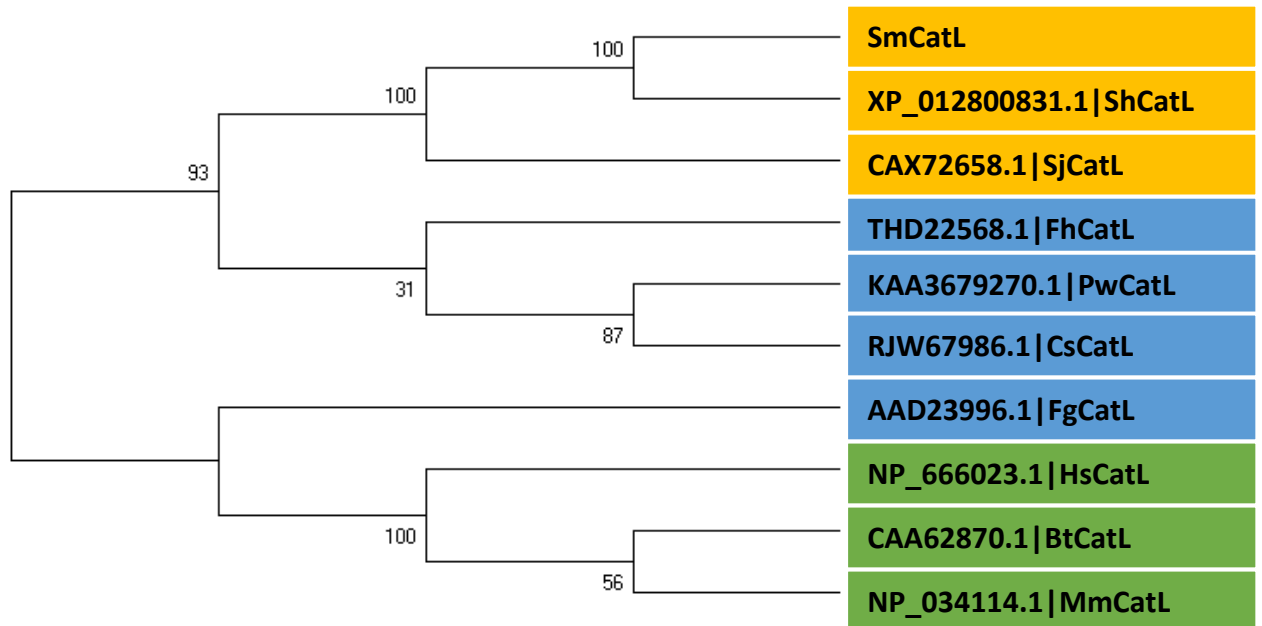 SmCatL
100
XP_012800831.1|ShCatL
100
CAX72658.1|SjCatL
93
THD22568.1|FhCatL
KAA3679270.1|PwCatL
31
87
RJW67986.1|CsCatL
AAD23996.1|FgCatL
NP_666023.1|HsCatL
100
CAA62870.1|BtCatL
56
NP_034114.1|MmCatL